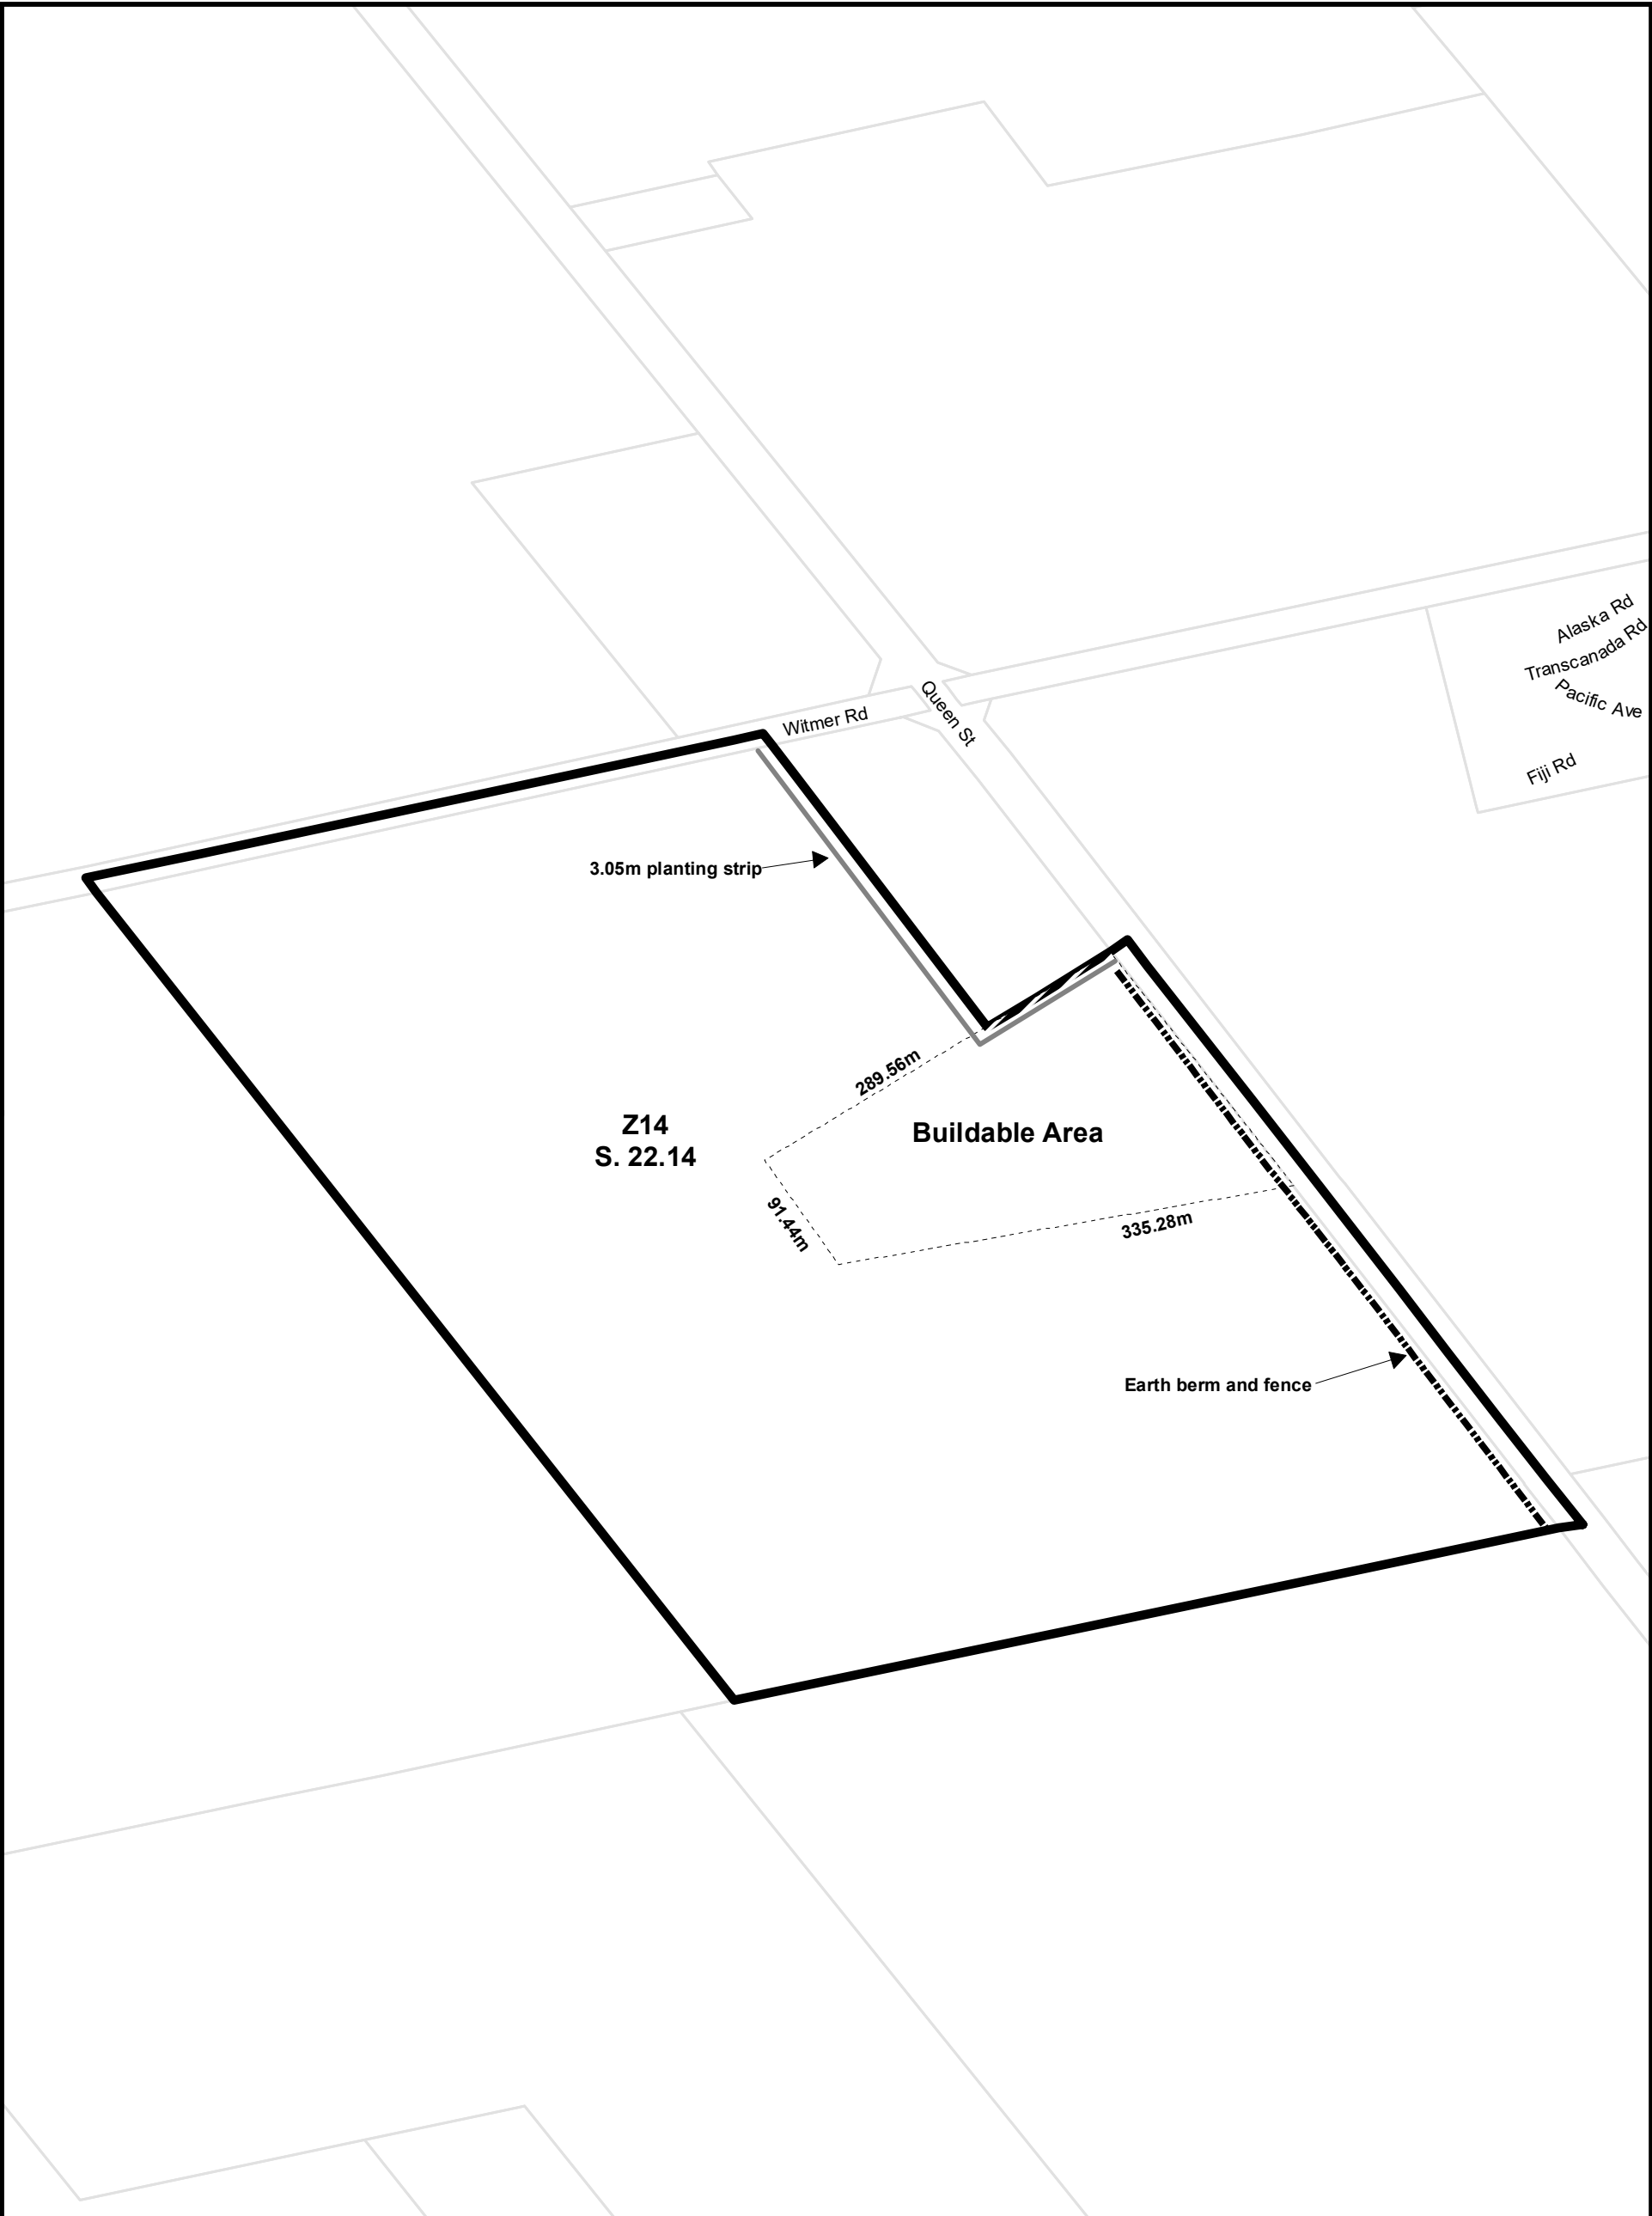 Alaska Rd
Transcanada Rd
Pacific Ave
Queen St
Witmer Rd
Fiji Rd
3.05m planting strip
289.56m
Z14
S. 22.14
Buildable Area
91.44m
335.28m
Earth berm and fence